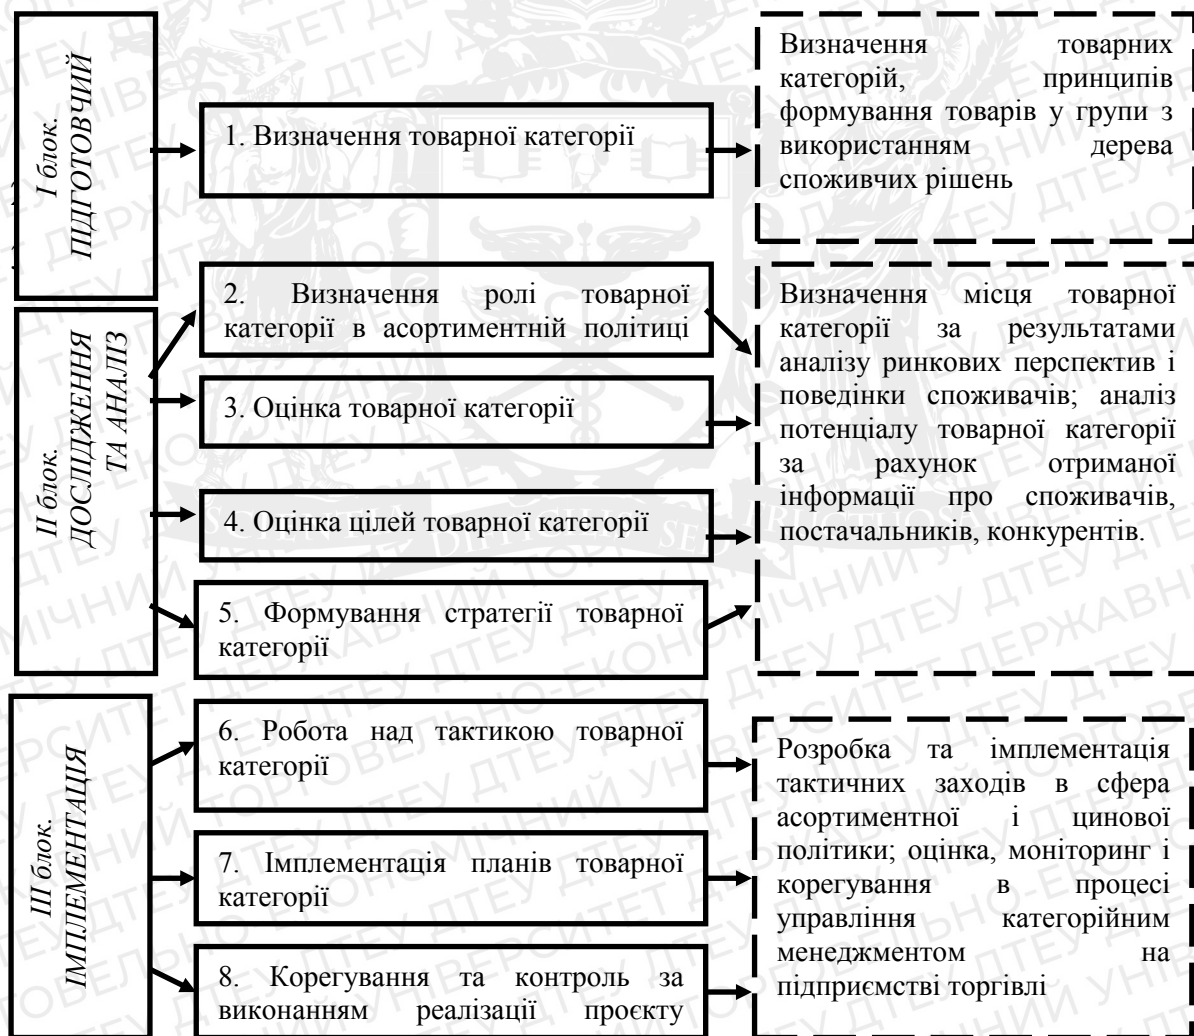 І блок.
ПІДГОТОВЧИЙ
1. Визначення товарної категорії
Визначення товарних
категорій, принципів
формування товарів у групи з
використанням дерева
споживчих рішень
ІІ блок.
ДОСЛІДЖЕННЯ
ТА АНАЛІЗ
2. Визначення ролі товарної
категорії в асортиментній політиці
3. Оцінка товарної категорії
4. Оцінка цілей товарної категорії
5. Формування стратегії товарної
категорії
Визначення місця товарної
категорії за результатами
аналізу ринкових перспектив і
поведінки споживачів; аналіз
потенціалу товарної категорії
за рахунок отриманої
інформації про споживачів,
постачальників, конкурентів.
ІІІ блок.
ІМПЛЕМЕНТАЦІЯ
6. Робота над тактикою товарної
категорії
7. Імплементація планів товарної
категорії
8. Корегування та контроль за
виконанням реалізації проєкту
Розробка та імплементація
тактичних заходів в сфера
асортиментної і цинової
політики; оцінка, моніторинг і
корегування в процесі
управління категорійним
менеджментом на
підприємстві торгівлі